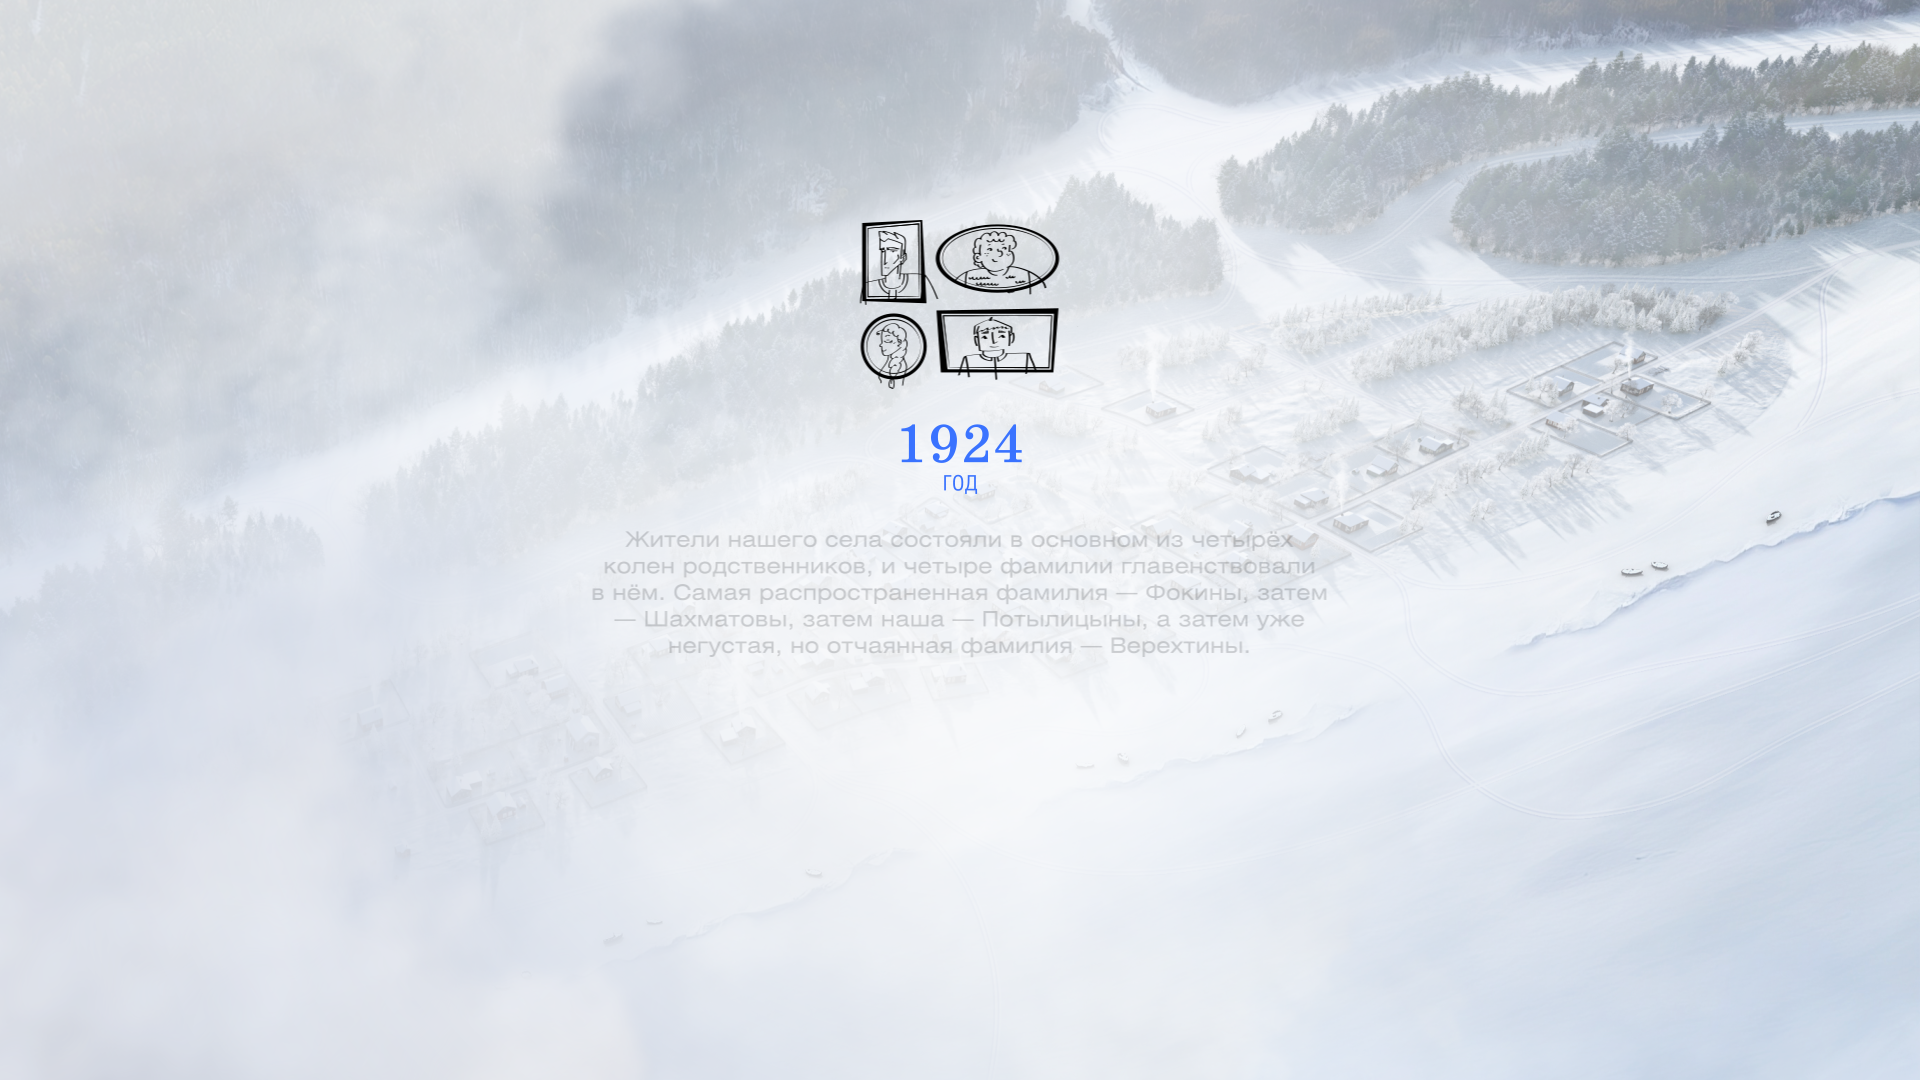 1924
ГОД
Жители нашего села состояли в основном из четырёх
колен родственников, и четыре фамилии главенствовали
в нём. Самая распространенная фамилия — Фокины, затем
— Шахматовы, затем наша — Потылицыны, а затем уже
негустая, но отчаянная фамилия — Верехтины.